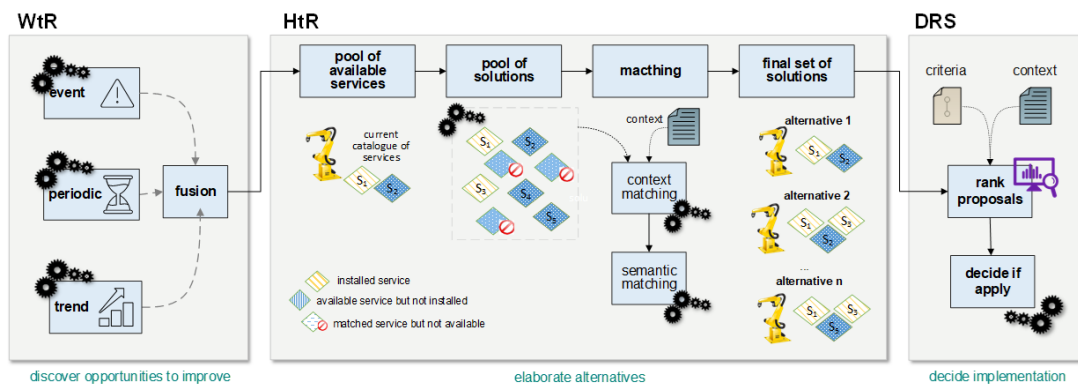 WtR
event
periodic
trend
fusion
discover opportunities to improve
HtR
pool of
available
services
pool of
solutions
macthing
final set of
solutions
current
catalogue of
services
S1
S2
S1
S2
S3
S4
S5
context
context
matching
semantic
matching
installed service
available service but not installed
matched service but not available
alternative 1
S1
S2
alternative 2
S1
S5
S2
...
alternative n
S1
S3
S5
elaborate alternatives
DRS
criteria
context
rank
proposals
decide if
apply
decide implementation